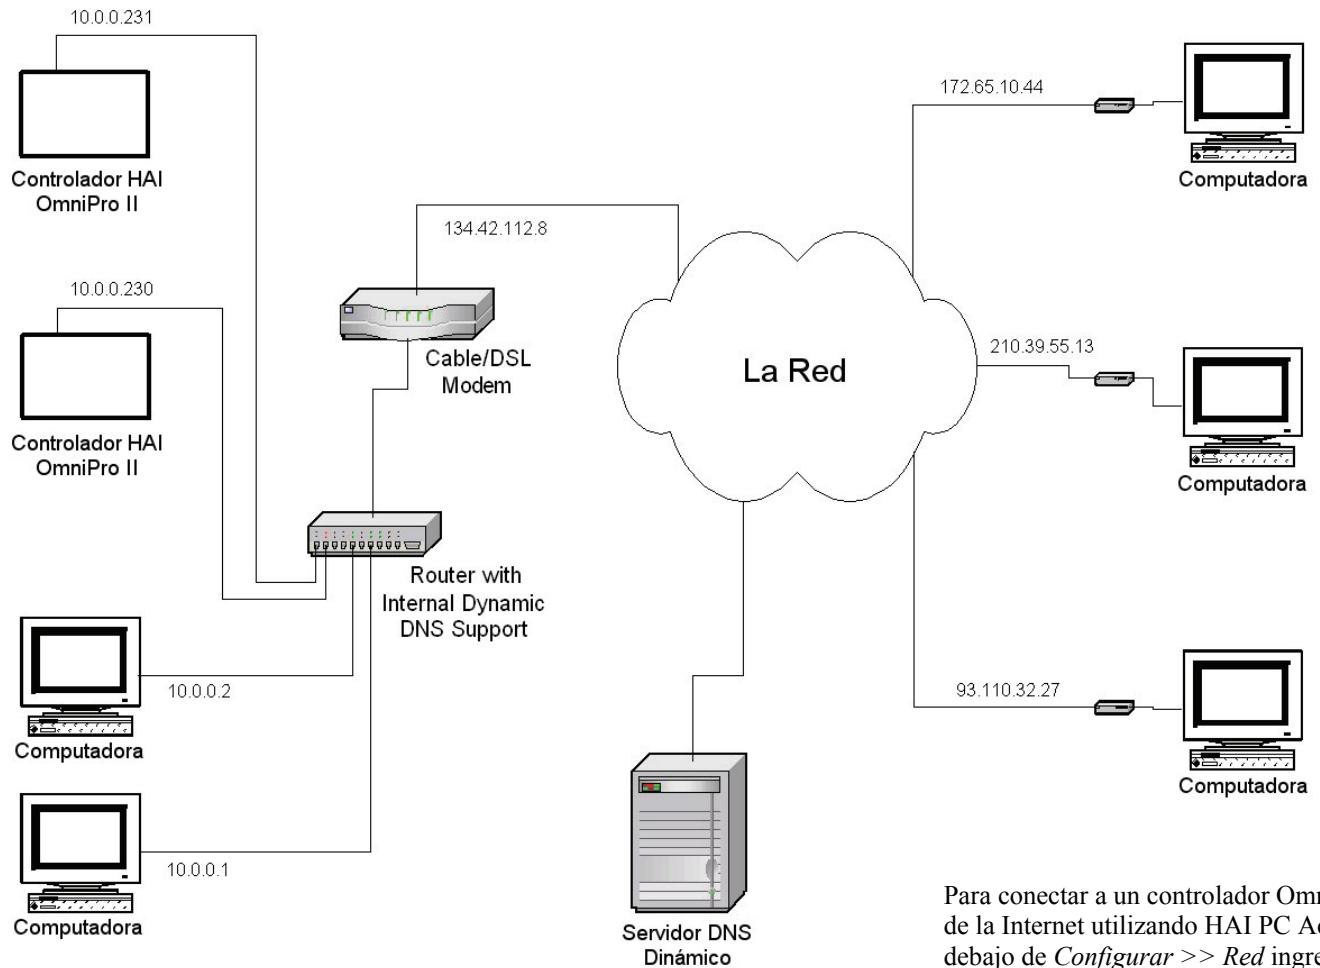 10.0.0.231
Controlador HAI
OmniPro II
10.0.0.230
Controlador HAI
OmniPro II
134.42.112.8
Cable/DSL
Modem
Router with
Internal Dynamic
DNS Support
10.0.0.2
Computadora
10.0.0.1
Computadora
La Red
Servidor DNS
Dinámico
172.65.10.44
Computadora
210.39.55.13
Computadora
93.110.32.27
Computadora
Para conectar a un controlador
de la Internet utilizando HAI PC
debajo de Configurar >> Red